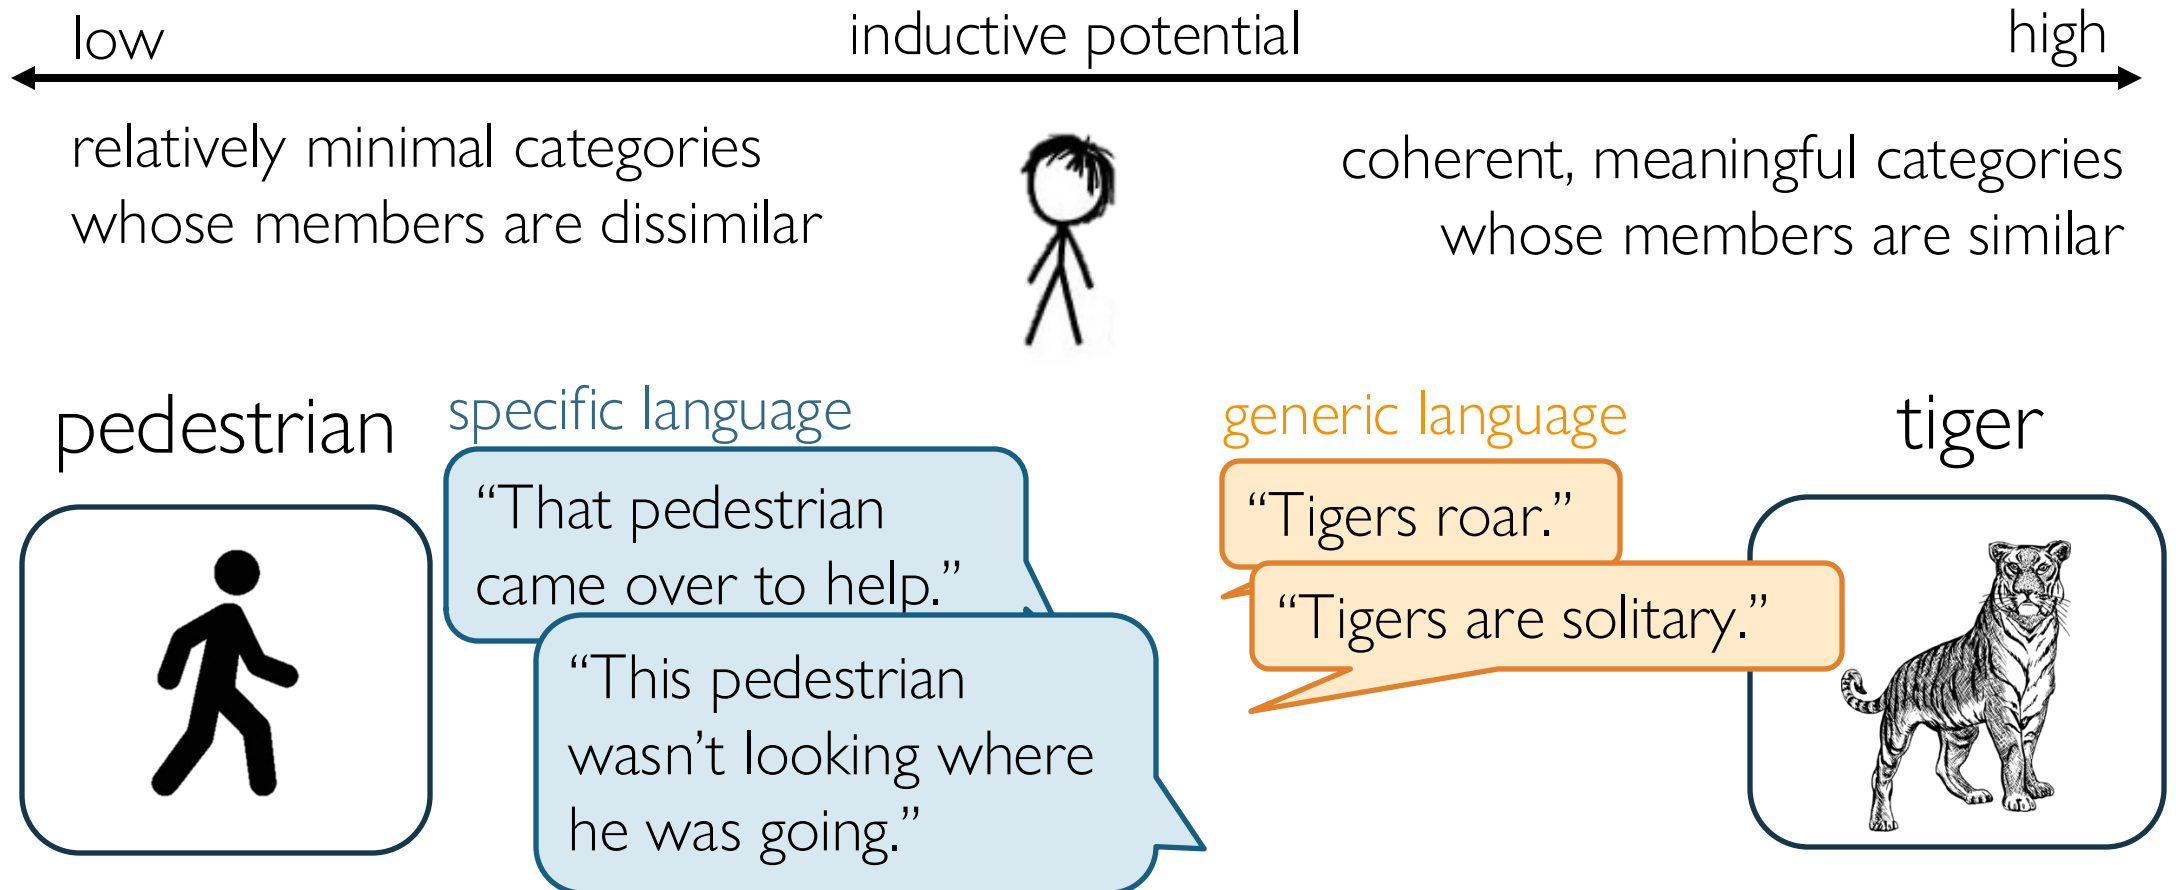 low
inductive potential
high
relatively minimal categories
whose members are dissimilar
coherent, meaningful categories
whose members are similar
pedestrian
specific language
“That pedestrian
came over to help.”
“This pedestrian
wasn’t looking where
he was going.”
generic language
“Tigers roar.”
“Tigers are solitary.”
tiger